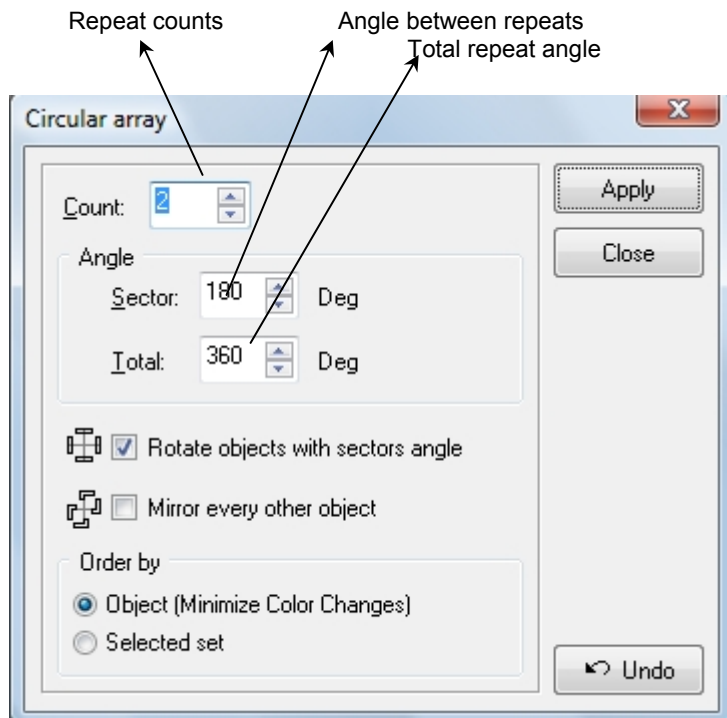 Repeat counts
Angle between repeats
Total repeat angle
Circular array
Count: 2
Apply
Close
Angle
Sector: 180 Deg
Total: 360 Deg
Rotate objects with sectors angle
Mirror every other object
Order by
Object (Minimize Color Changes)
Selected set
Undo